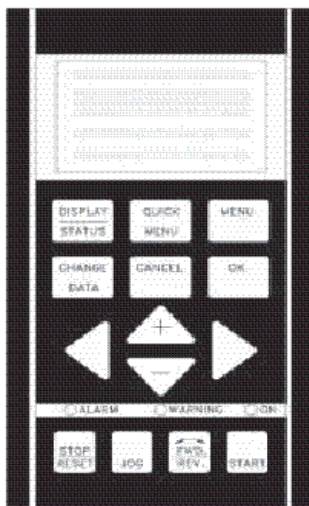 DISPLAY
STATUS
QUICK
MENU
MENU
CHANGE
DATA
CANCEL
OK
+
−
ALARM
WARNING
ON
STOP
RESET
JOG
FWD.
REV.
START